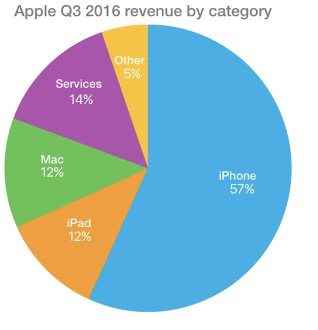 Apple Q3 2016 revenue by category
Other
5%
Services
14%
Mac
12%
iPhone
57%
iPad
12%